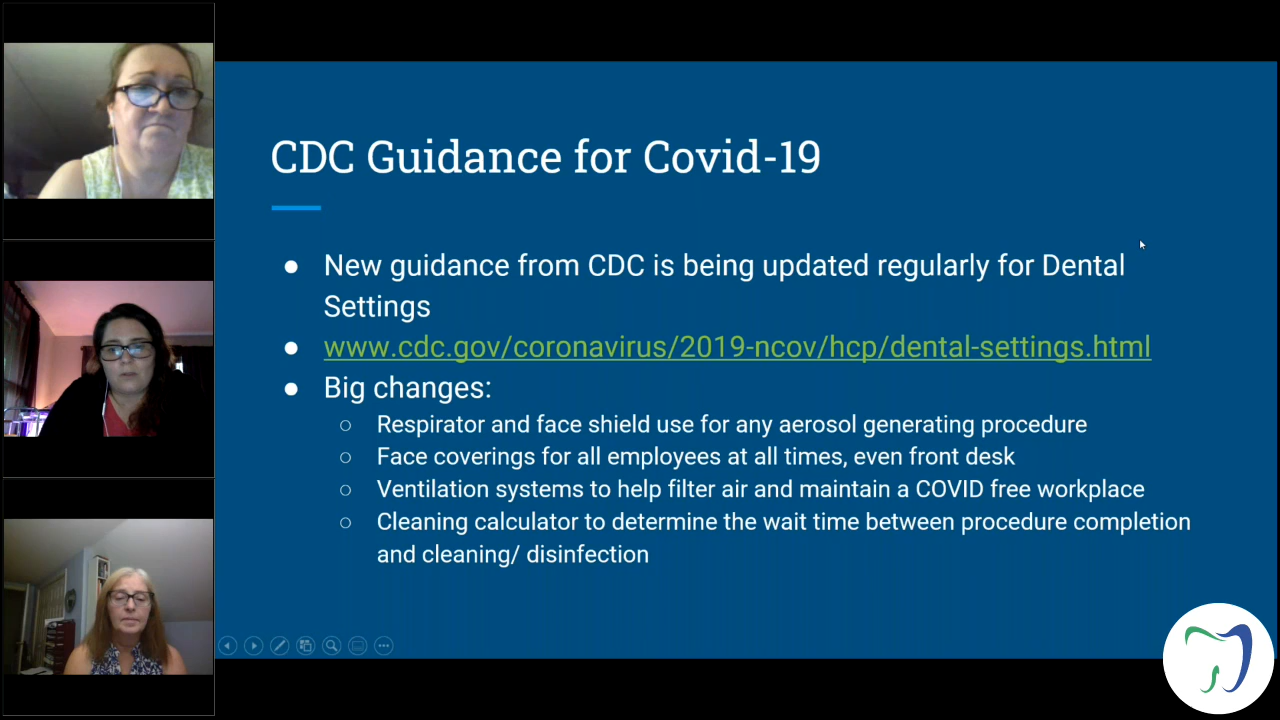 CDC Guidance for Covid-19
● New guidance from CDC is being updated regularly for Dental
Settings
● www.cdc.gov/coronavirus/2019-ncov/hcp/dental-settings.html
● Big changes:
○ Respirator and face shield use for any aerosol generating procedure
○ Face coverings for all employees at all times, even front desk
○ Ventilation systems to help filter air and maintain a COVID free workplace
○ Cleaning calculator to determine the wait time between procedure completion
and cleaning/ disinfection